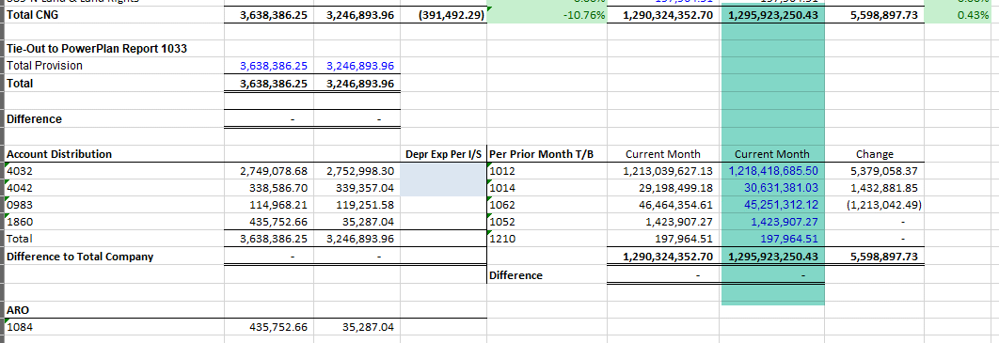 Total CNG 3,638,386.25 3,246,893.96 (391,492.29) -10.76% 1,290,324,352.70 1,295,923,250.43 5,598,897.73 0.43%
Tie-Out to PowerPlan Report 1033
Total Provision 3,638,386.25 3,246,893.96
Total 3,638,386.25 3,246,893.96
Difference - -
Account Distribution Depr Exp Per I/S Per Prior Month T/B Current Month Current Month Change
4032 2,749,078.68 2,752,998.30 1012 1,213,039,627.13 1,218,418,685.50 5,379,058.37
4042 338,586.70 339,357.04 1014 29,198,499.18 30,631,381.03 1,432,881.85
0983 114,968.21 119,251.58 1062 46,464,354.61 45,251,312.12 (1,213,042.49)
1860 435,752.66 35,287.04 1052 1,423,907.27 1,423,907.27 -
Total 3,638,386.25 3,246,893.96 1210 197,964.51 197,964.51 -
Difference to Total Company - - 1,290,324,352.70 1,295,923,250.43 5,598,897.73
Difference - -
ARO
1084 435,752.66 35,287.04